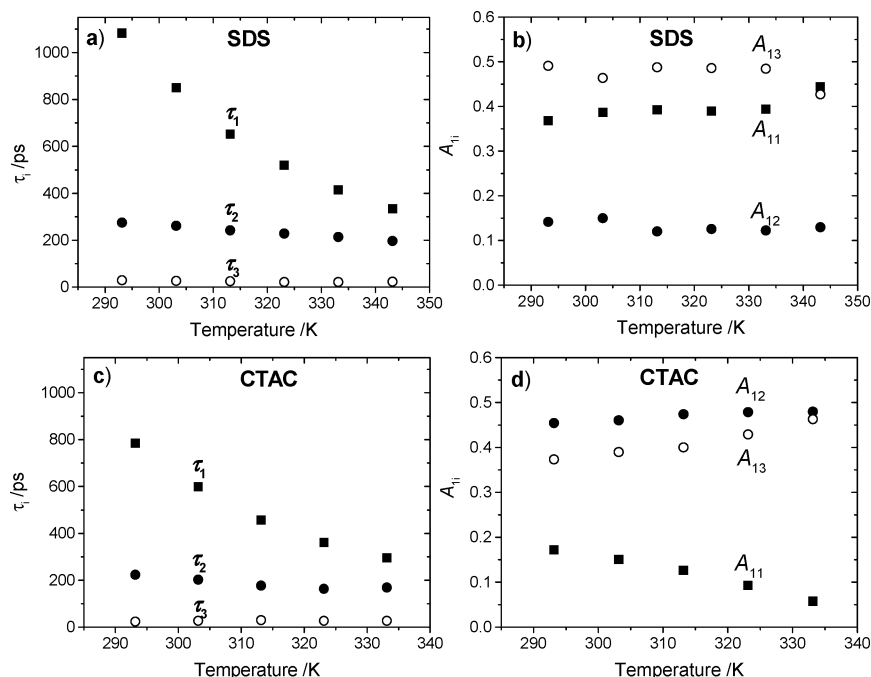 a) SDS
1000
800
600
400
200
0
τi /ps
τ1
τ2
τ3
290 300 310 320 330 340 350
Temperature /K
b) SDS
0.6
0.5
0.4
0.3
0.2
0.1
0.0
A1i
A13
A11
A12
290 300 310 320 330 340 350
Temperature /K
c) CTAC
1000
800
600
400
200
0
τi /ps
τ1
τ2
τ3
290 300 310 320 330 340
Temperature /K
d) CTAC
0.6
0.5
0.4
0.3
0.2
0.1
0.0
A1i
A12
A13
A11
290 300 310 320 330 340
Temperature /K